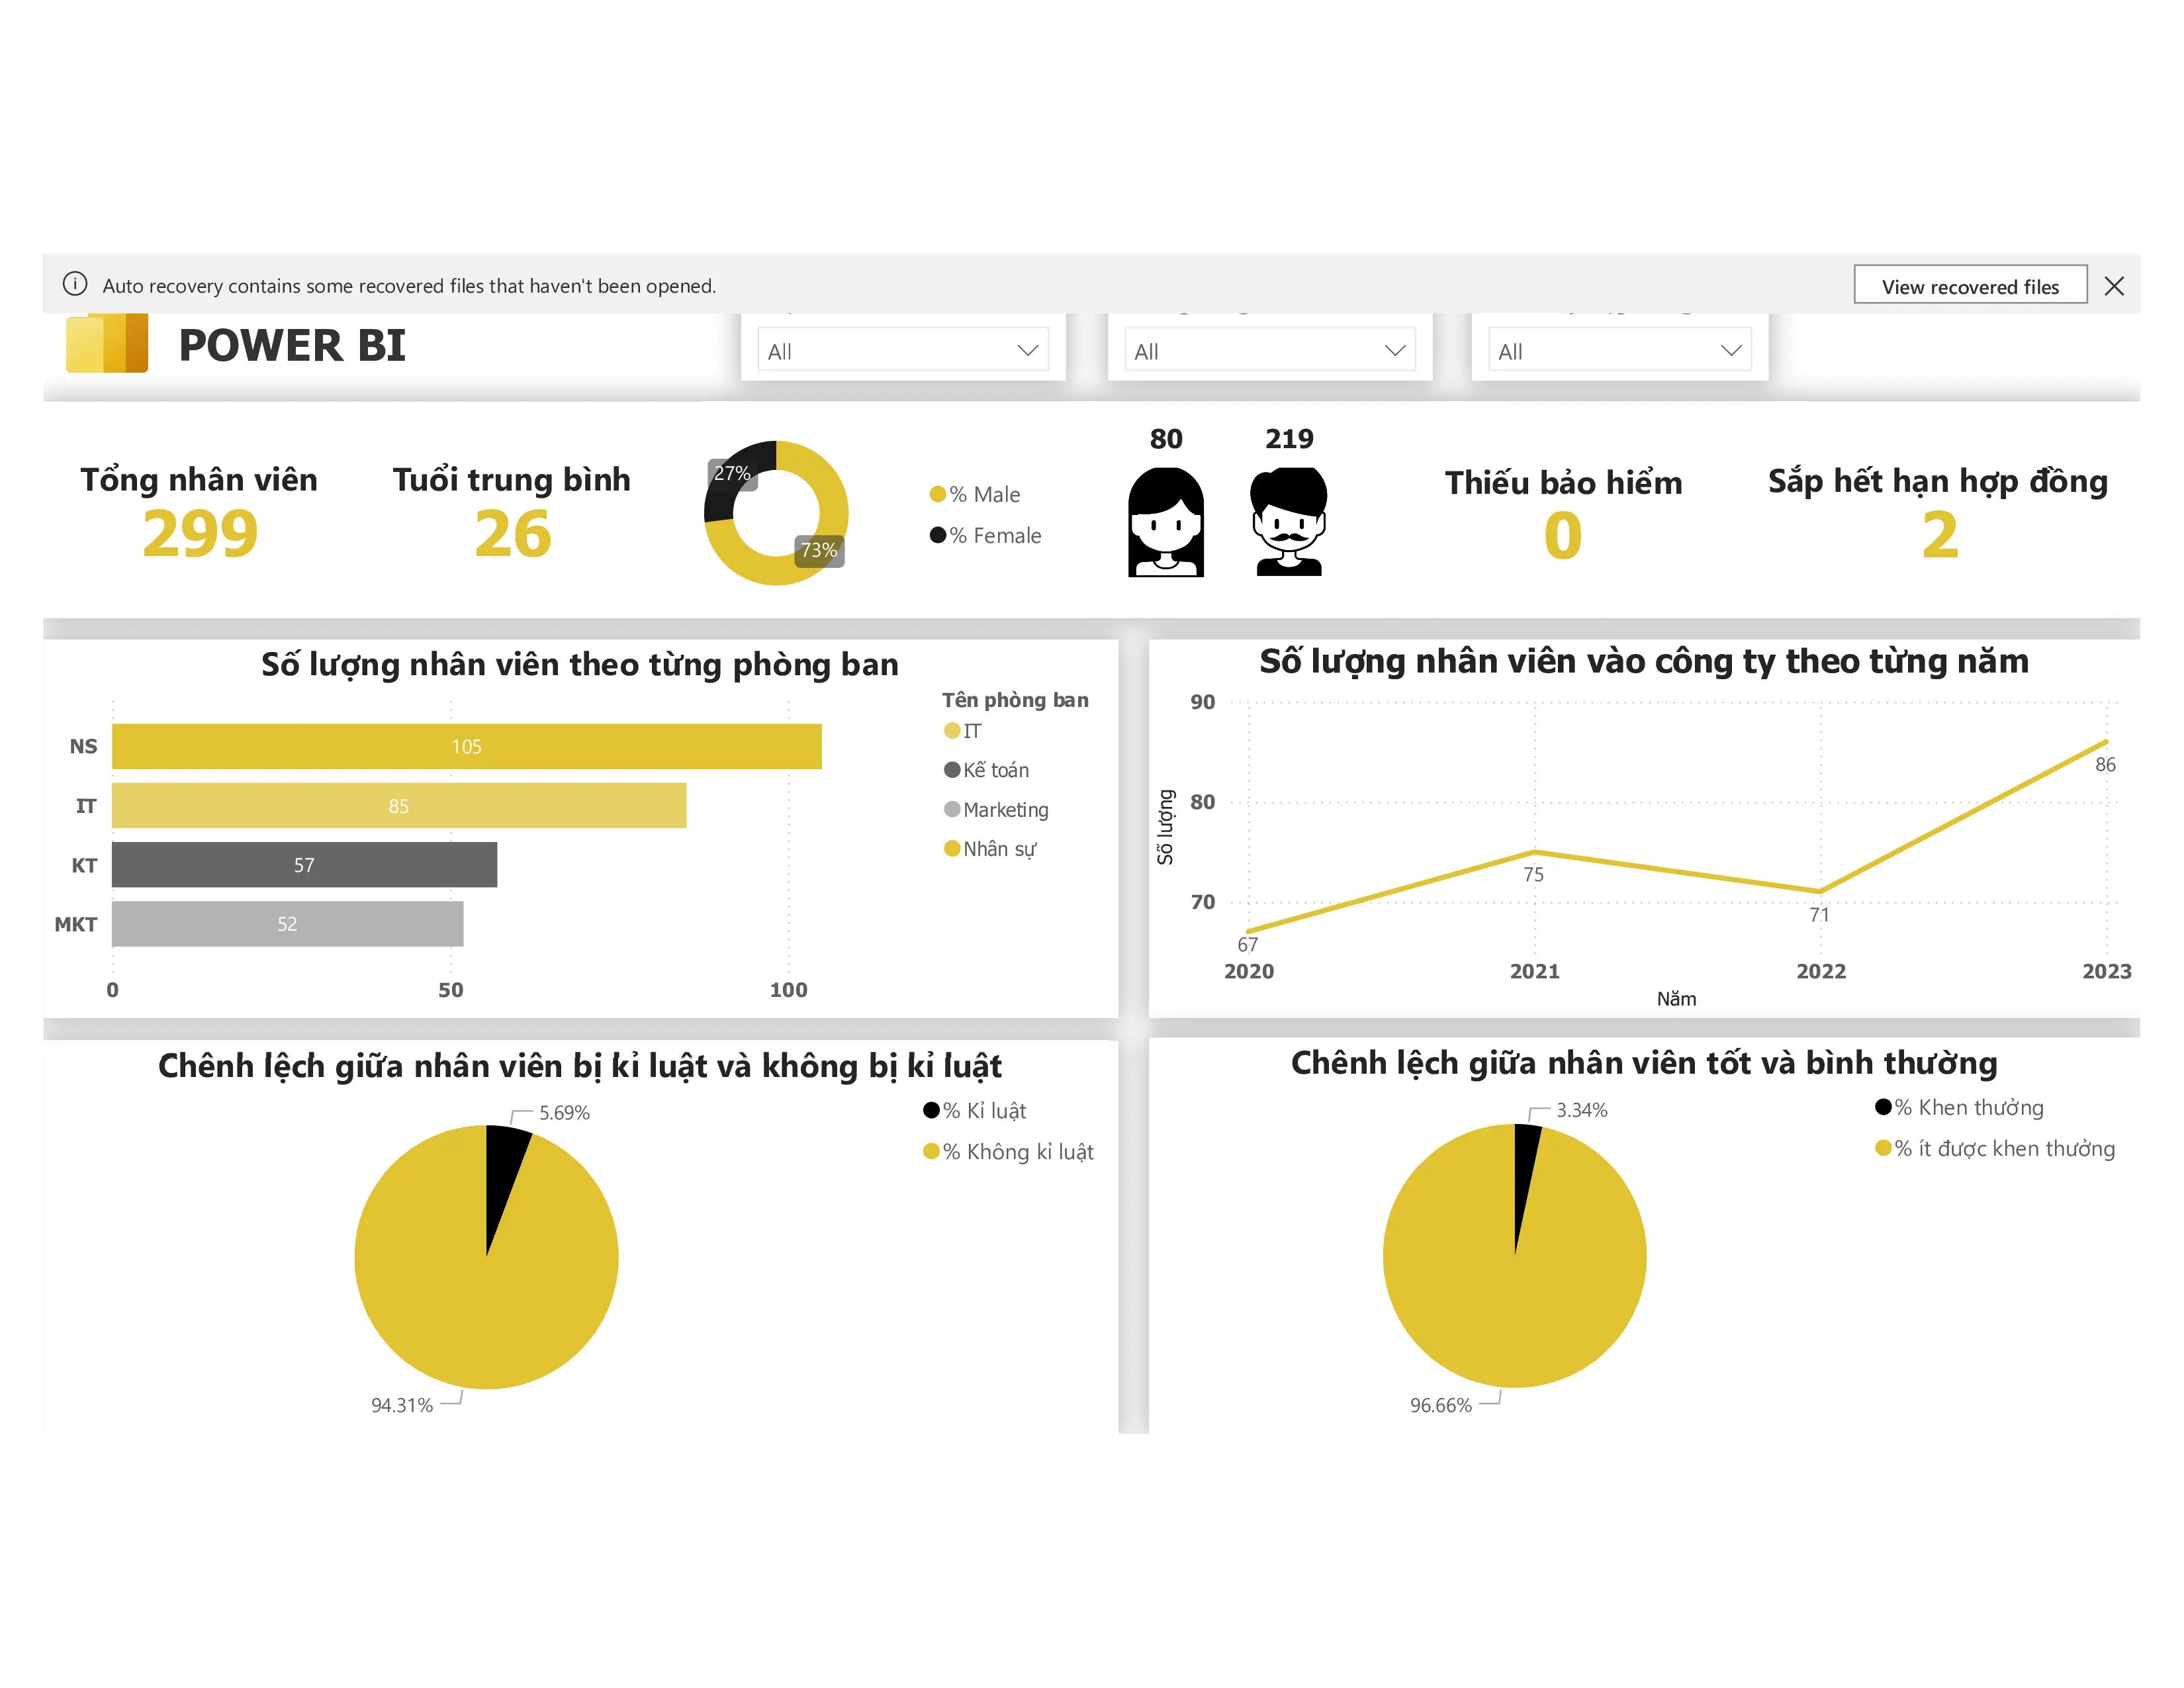 Auto recovery contains some recovered files that haven't been opened.
View recovered files
POWER BI
All
All
All
Tổng nhân viên
299
Tuổi trung bình
26
27%
73%
% Male
% Female
80
219
Thiếu bảo hiểm
0
Sắp hết hạn hợp đồng
2
Số lượng nhân viên theo từng phòng ban
NS
105
IT
85
KT
57
MKT
52
0
50
100
Tên phòng ban
IT
Kế toán
Marketing
Nhân sự
Số lượng nhân viên vào công ty theo từng năm
90
80
70
Số lượng
67
75
71
86
2020
2021
2022
2023
Năm
Chênh lệch giữa nhân viên bị kỉ luật và không bị kỉ luật
5.69%
94.31%
% Kỉ luật
% Không kỉ luật
Chênh lệch giữa nhân viên tốt và bình thường
3.34%
96.66%
% Khen thưởng
% ít được khen thưởng